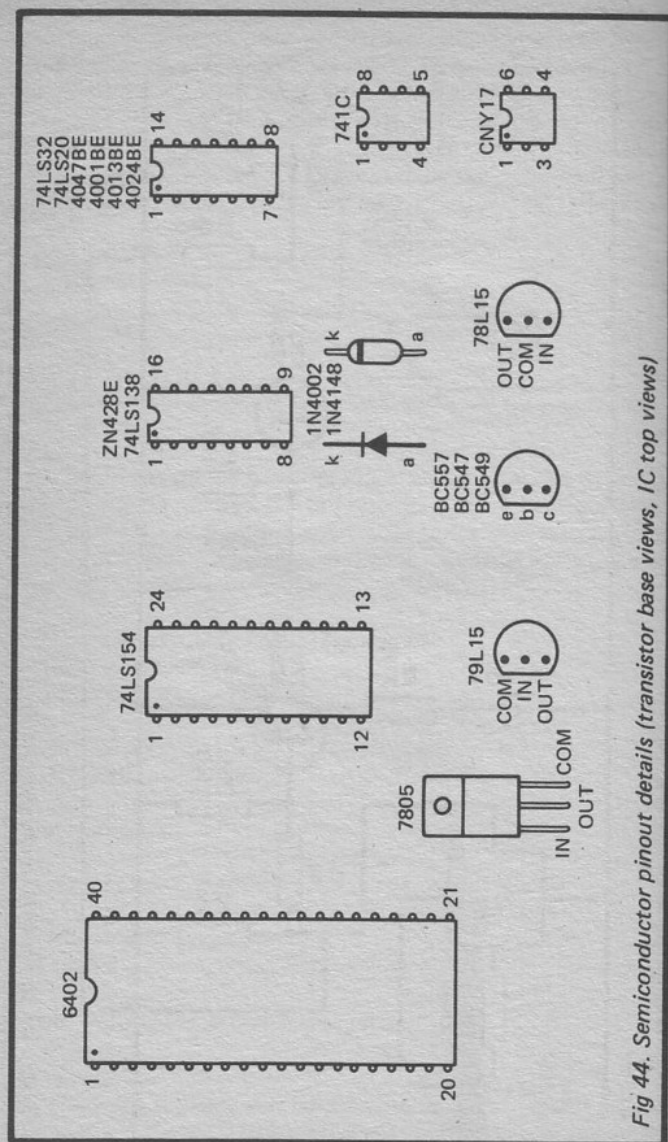 6402
1
40
20
21
74LS154
1
24
12
13
ZN428E
74LS138
1
16
8
9
74LS32
74LS20
4047BE
4001BE
4013BE
4024BE
1
14
7
8
7805
IN
OUT
COM
79L15
COM
IN
OUT
k
a
1N4002
1N4148
k
a
BC557
BC547
BC549
e
b
c
78L15
OUT
COM
IN
741C
1
8
4
5
CNY17
1
6
3
4
Fig 44. Semiconductor pinout details (transistor base views, IC top views)